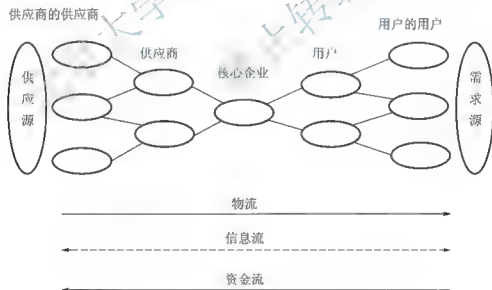 供应商的供应商
用户的用户
供应商
用户
核心企业
供应源
需求源
物流
信息流
资金流